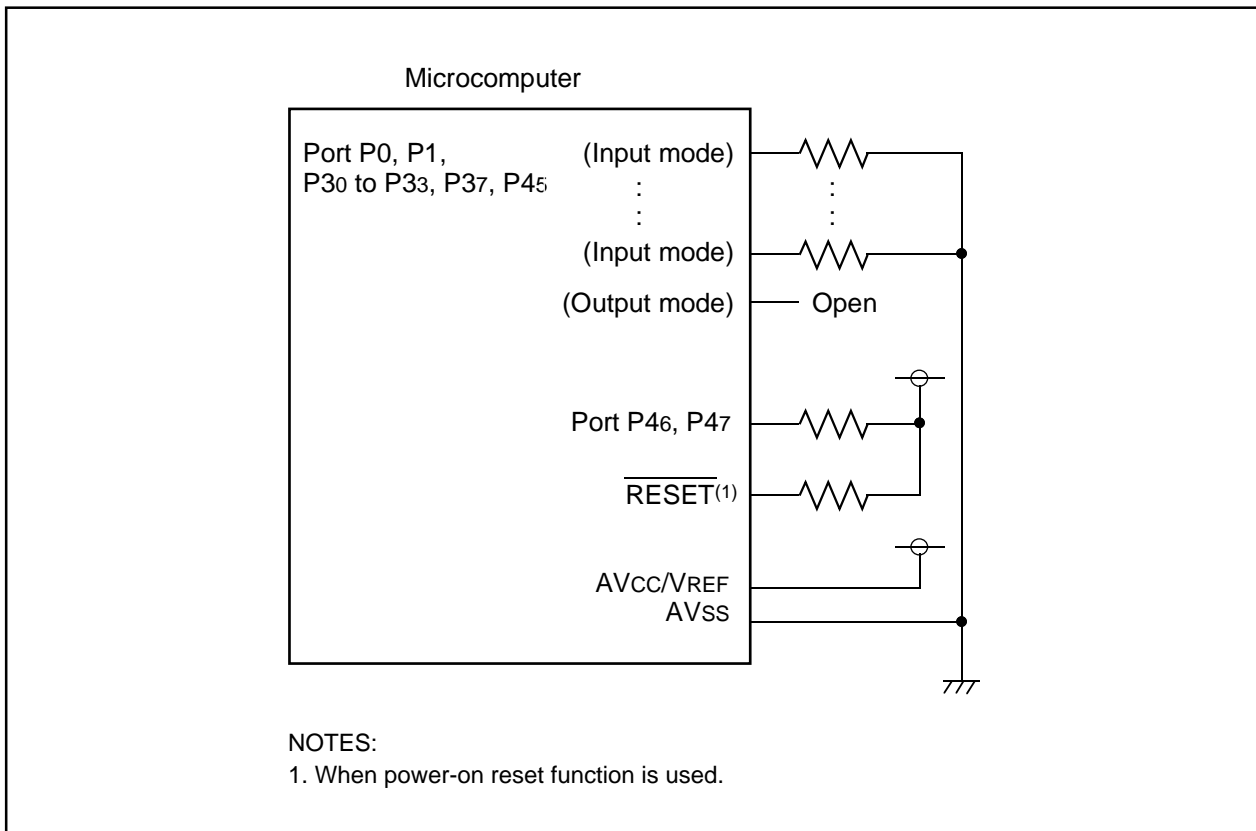 Microcomputer
Port P0, P1,
P30 to P33, P37, P45
(Input mode)
:
:
:
:
(Input mode)
(Output mode)
Open
Port P46, P47
RESET(1)
AVCC/VREF
AVSS
NOTES:
1. When power-on reset function is used.